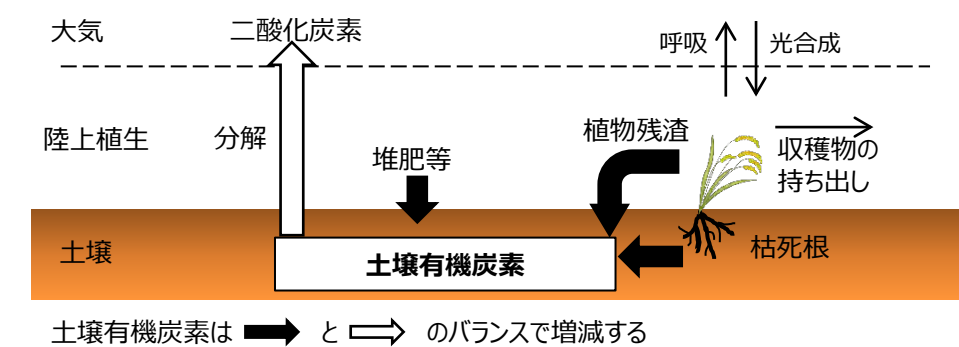 大気
二酸化炭素
呼吸
光合成
陸上植生
分解
堆肥等
植物残渣
収穫物の
持ち出し
土壌
土壌有機炭素
枯死根
土壌有機炭素は と のバランスで増減する